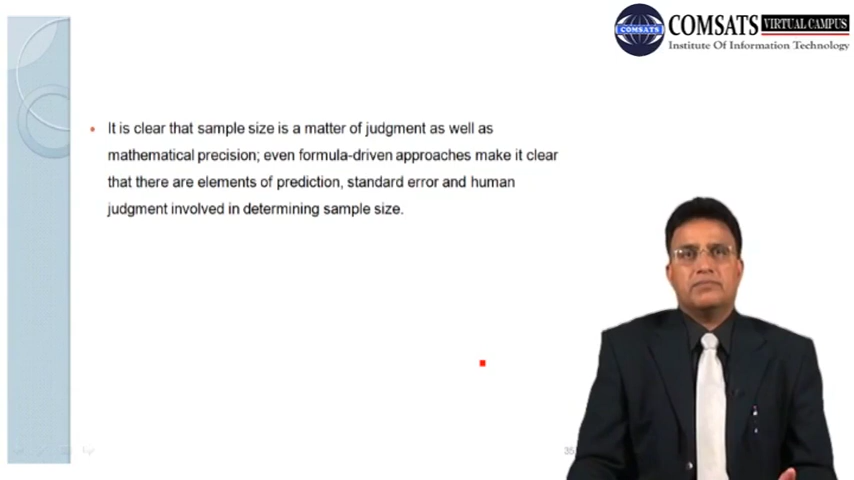 COMSATS VIRTUAL CAMPUS
Institute Of Information Technology
COMSATS
• It is clear that sample size is a matter of judgment as well as
mathematical precision; even formula-driven approaches make it clear
that there are elements of prediction, standard error and human
judgment involved in determining sample size.
35